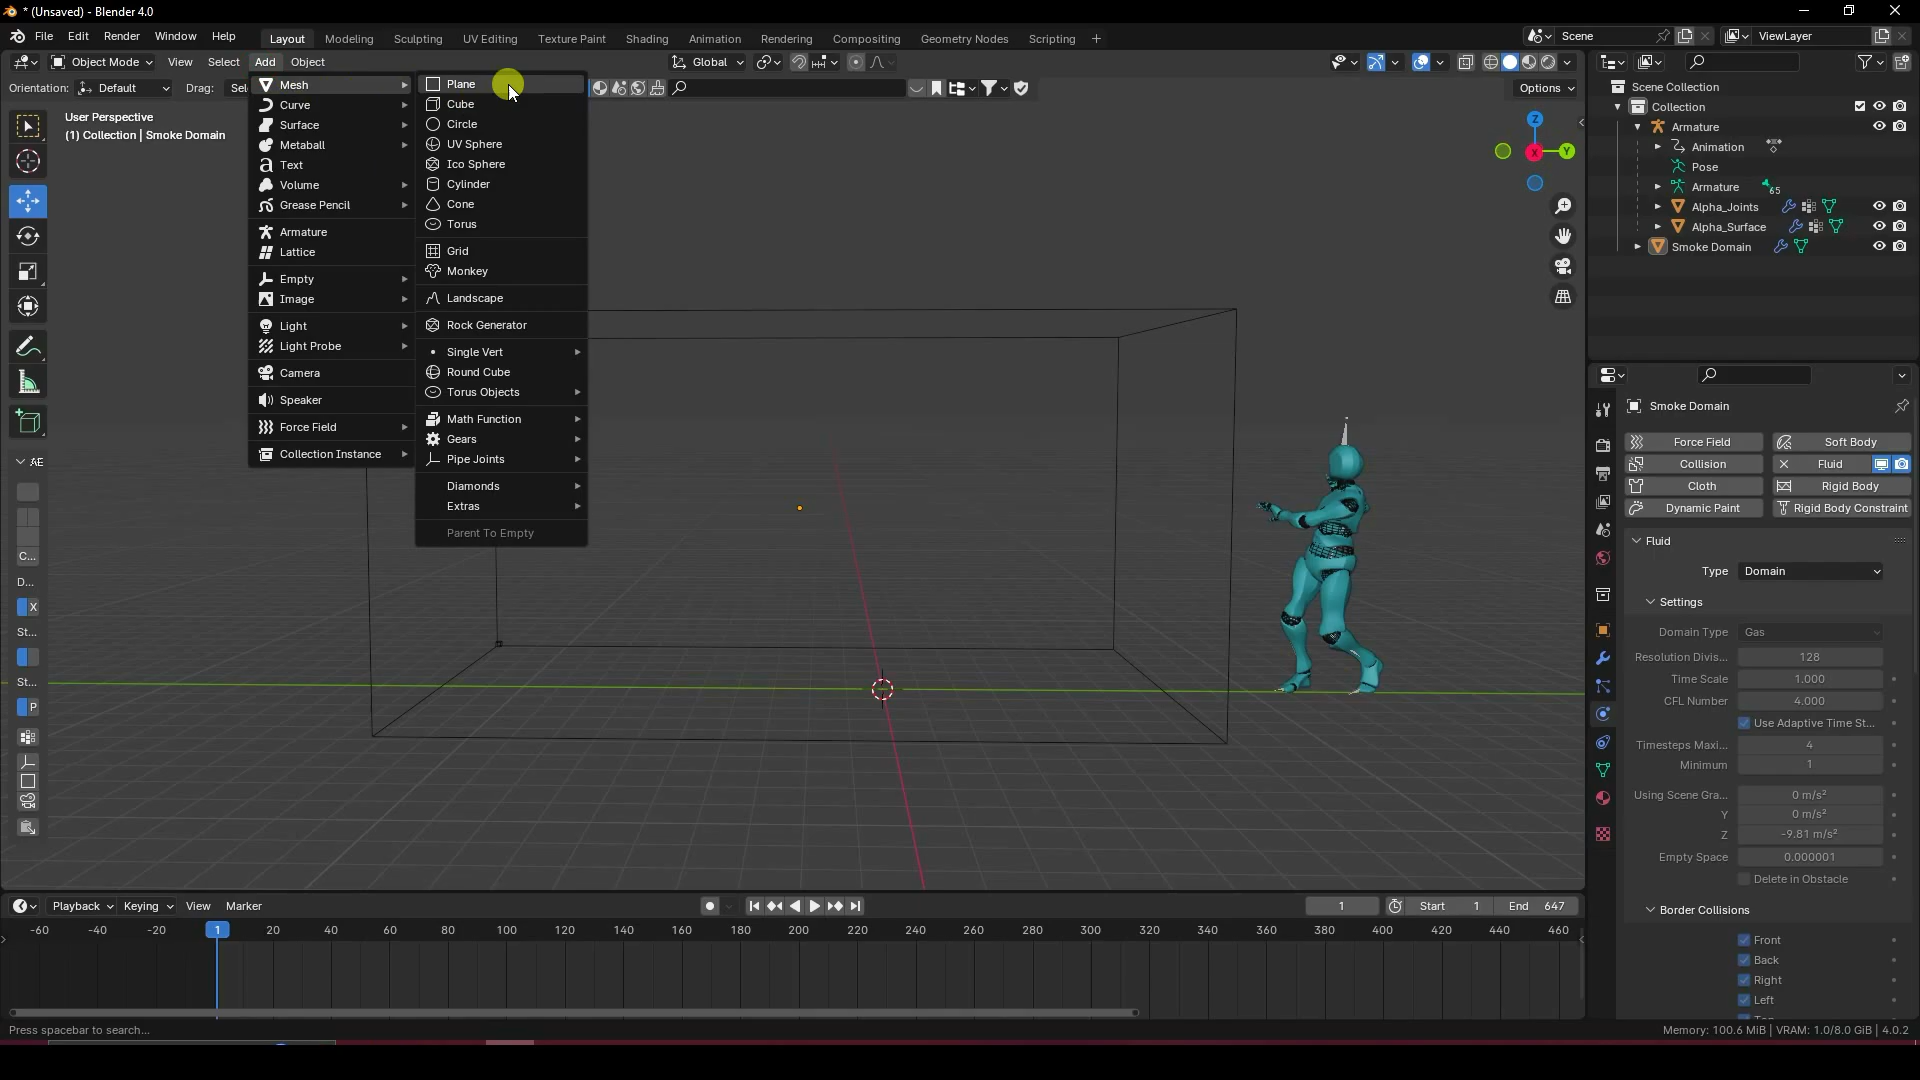 * (Unsaved) - Blender 4.0
File Edit Render Window Help Layout Modeling Sculpting UV Editing Texture Paint Shading Animation Rendering Compositing Geometry Nodes Scripting + Scene ViewLayer
Object Mode View Select Add Object Global
Orientation: Default Drag: Sel Options
User Perspective
(1) Collection | Smoke Domain
Mesh
Curve
Surface
Metaball
Text
Volume
Grease Pencil
Armature
Lattice
Empty
Image
Light
Light Probe
Camera
Speaker
Force Field
Collection Instance
Plane
Cube
Circle
UV Sphere
Ico Sphere
Cylinder
Cone
Torus
Grid
Monkey
Landscape
Rock Generator
Single Vert
Round Cube
Torus Objects
Math Function
Gears
Pipe Joints
Diamonds
Extras
Parent To Empty
AE
C...
D...
X
St...
St...
P
Z
X
Y
Scene Collection
Collection
Armature
Animation
Pose
Armature 65
Alpha_Joints
Alpha_Surface
Smoke Domain
Smoke Domain
Force Field Soft Body
Collision Fluid
Cloth Rigid Body
Dynamic Paint Rigid Body Constraint
Fluid
Type Domain
Settings
Domain Type Gas
Resolution Divis... 128
Time Scale 1.000
CFL Number 4.000
Use Adaptive Time St...
Timesteps Maxi... 4
Minimum 1
Using Scene Gra... 0 m/s²
Y 0 m/s²
Z -9.81 m/s²
Empty Space 0.000001
Delete in Obstacle
Border Collisions
Front
Back
Right
Left
Playback Keying View Marker 1 Start 1 End 647
-60 -40 -20 1 20 40 60 80 100 120 140 160 180 200 220 240 260 280 300 320 340 360 380 400 420 440 460
Press spacebar to search... Memory: 100.6 MiB | VRAM: 1.0/8.0 GiB | 4.0.2